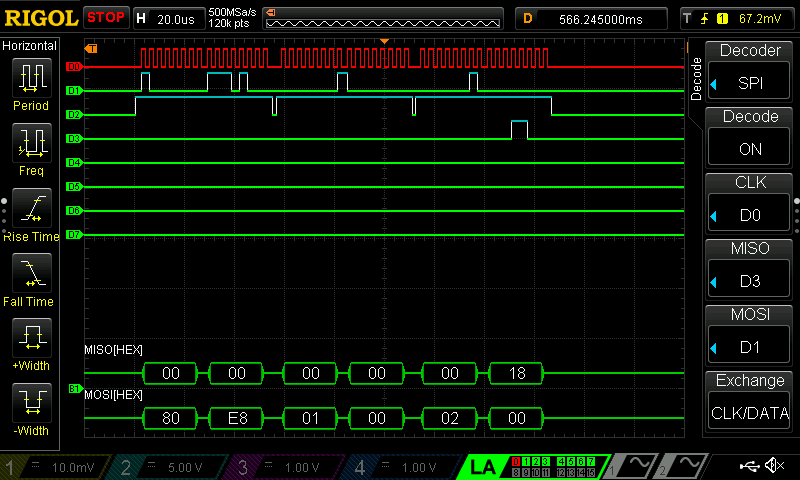 RIGOL STOP H 20.0us 500MSa/s 120k pts D 566.245000ms T 1 67.2mV
Horizontal
Period
Freq
Rise Time
Fall Time
+Width
-Width
T
D0
D1
D2
D3
D4
D5
D6
D7
MISO[HEX]
00 00 00 00 00 18
B1
MOSI[HEX]
80 E8 01 00 02 00
Decode
Decoder
SPI
Decode
ON
CLK
D0
MISO
D3
MOSI
D1
Exchange
CLK/DATA
1 10.0mV 2 5.00 V 3 1.00 V 4 1.00 V LA 0 1 2 3 4 5 6 7 1 2
8 9 10 11 12 13 14 15